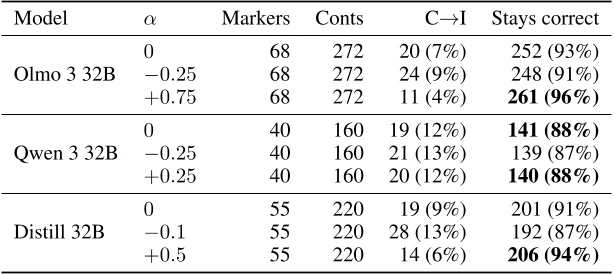 Model α Markers Conts C→I Stays correct
0 68 272 20 (7%) 252 (93%)
Olmo 3 32B −0.25 68 272 24 (9%) 248 (91%)
+0.75 68 272 11 (4%) 261 (96%)
0 40 160 19 (12%) 141 (88%)
Qwen 3 32B −0.25 40 160 21 (13%) 139 (87%)
+0.25 40 160 20 (12%) 140 (88%)
0 55 220 19 (9%) 201 (91%)
Distill 32B −0.1 55 220 28 (13%) 192 (87%)
+0.5 55 220 14 (6%) 206 (94%)